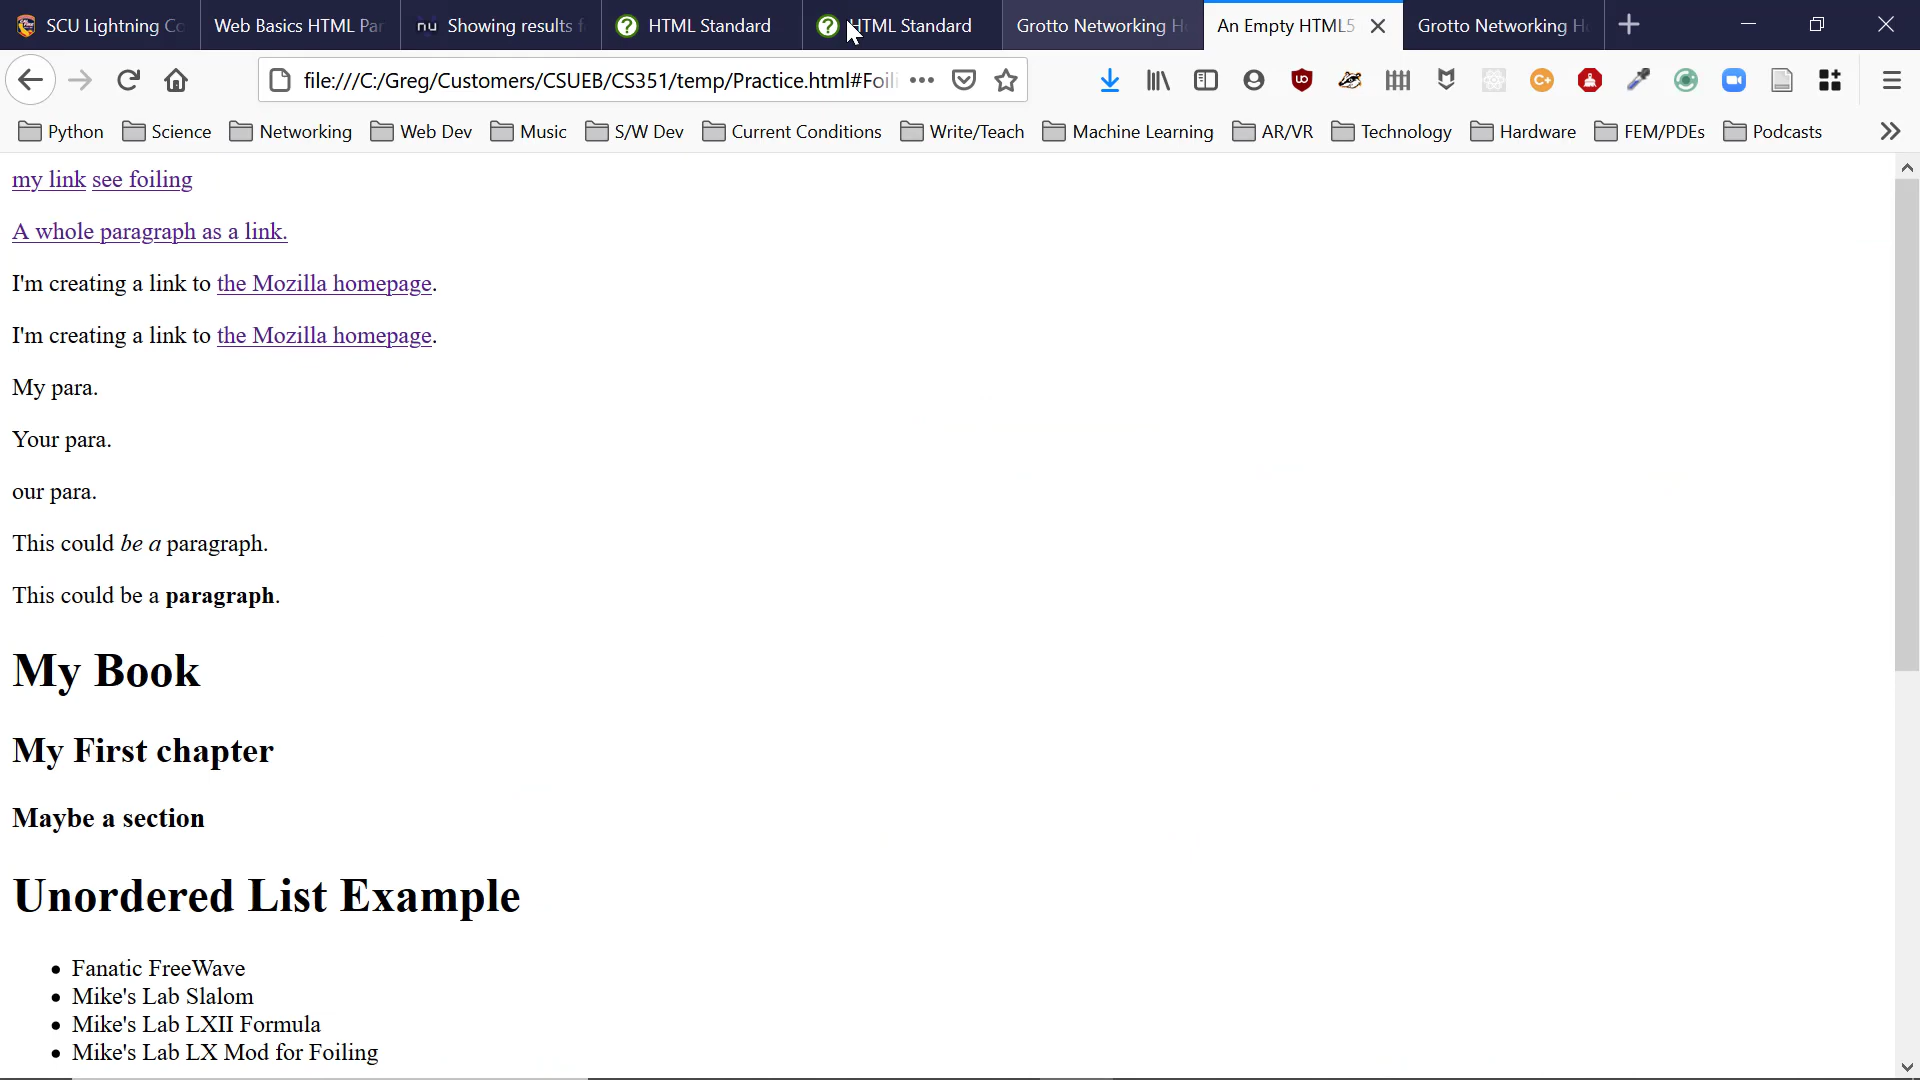 SCU Lightning Co
Web Basics HTML Par
nu Showing results f
HTML Standard
HTML Standard
Grotto Networking H
An Empty HTML5
Grotto Networking Ho
file:///C:/Greg/Customers/CSUEB/CS351/temp/Practice.html#Foili
Python
Science
Networking
Web Dev
Music
S/W Dev
Current Conditions
Write/Teach
Machine Learning
AR/VR
Technology
Hardware
FEM/PDEs
Podcasts
my link see foiling
A whole paragraph as a link.
I'm creating a link to the Mozilla homepage.
I'm creating a link to the Mozilla homepage.
My para.
Your para.
our para.
This could be a paragraph.
This could be a paragraph.
My Book
My First chapter
Maybe a section
Unordered List Example
• Fanatic FreeWave
• Mike's Lab Slalom
• Mike's Lab LXII Formula
• Mike's Lab LX Mod for Foiling